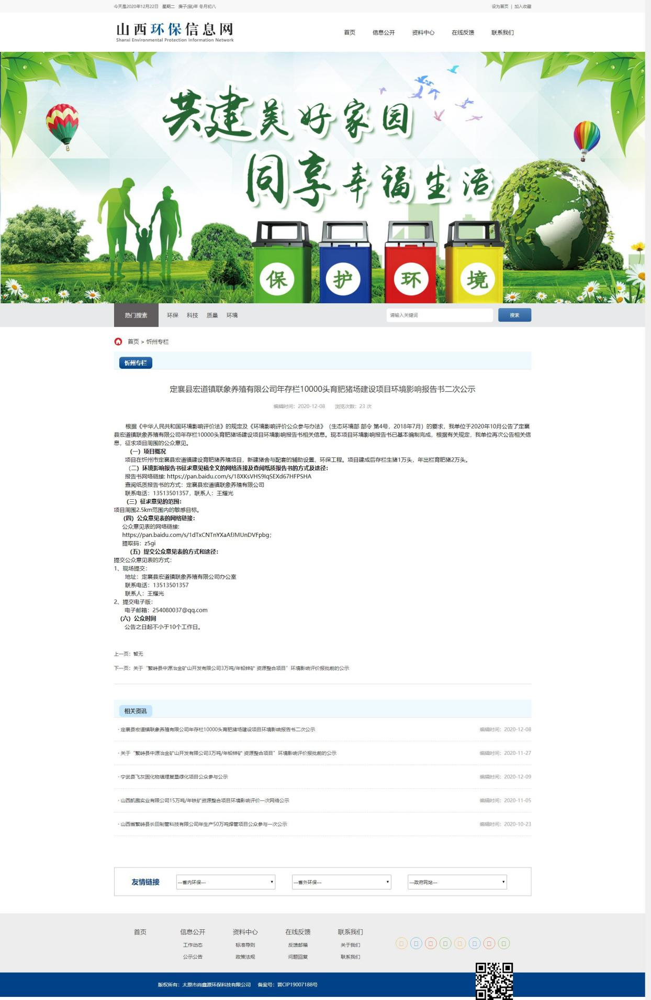 今天是2020年12月22日 星期二 庚子(鼠)年 冬月初八
设为首页 | 加入收藏
山西环保信息网
Shanxi Environmental Protection Information Network
首页 信息公开 资料中心 在线反馈 联系我们
共建美好家园
同享幸福生活
保 护 环 境
热门搜素 环保 科技 质量 环境 请输入关键词 搜索
首页 > 忻州专栏
忻州专栏
定襄县宏道镇联象养殖有限公司年存栏10000头育肥猪场建设项目环境影响报告书二次公示
编辑时间：2020-12-08 浏览次数：23 次
根据《中华人民共和国环境影响评价法》的规定及《环境影响评价公众参与办法》（生态环境部 部令 第4号，2018年7月）的要求，我单位于2020年10月公告了定襄
县宏道镇联象养殖有限公司年存栏10000头育肥猪场建设项目环境影响报告书相关信息。现本项目环境影响报告书已基本编制完成，根据有关规定，我单位再次公告相关信
息，征求项目周围的公众意见。
（一）项目概况
项目在忻州市定襄县宏道镇建设育肥猪养殖项目，新建猪舍与配套的辅助设置、环保工程。项目建成后存栏生猪1万头，年出栏育肥猪2万头。
（二）环境影响报告书征求意见稿全文的网络连接及查阅纸质报告书的方式及途径：
报告书网络链接: https://pan.baidu.com/s/18XKsVHS9IqSEXd67HFPSHA
查阅纸质报告书的方式：定襄县宏道镇联象养殖有限公司
联系电话：13513501357，联系人：王耀光
（三）征求意见的范围：
项目周围2.5km范围内的敏感目标。
（四）公众意见表的网络链接：
公众意见表的网络链接:
https://pan.baidu.com/s/1dTxCNTnYXaAfJMUnDVFpbg；
提取码：z5gi
（五）提交公众意见表的方式和途径：
提交公众意见表的方式：
1、现场提交：
地址：定襄县宏道镇联象养殖有限公司办公室
联系电话：13513501357
联系人：王耀光
2、提交电子版：
电子邮箱：254080037@qq.com
（六）公众时间
公告之日起不小于10个工作日。
上一页：暂无
下一页：关于“繁峙县中源冶金矿山开发有限公司3万吨/年铅锌矿 资源整合项目”环境影响评价报批前的公示
相关资讯
· 定襄县宏道镇联象养殖有限公司年存栏10000头育肥猪场建设项目环境影响报告书二次公示 编辑时间：2020-12-08
· 关于“繁峙县中源冶金矿山开发有限公司3万吨/年铅锌矿 资源整合项目”环境影响评价报批前的公示 编辑时间：2020-11-27
· 宁武县飞灰固化物填埋复垦绿化项目公众参与公示 编辑时间：2020-12-09
· 山西凯鹏实业有限公司15万吨/年铁矿资源整合项目环境影响评价一次网络公示 编辑时间：2020-11-05
· 山西省繁峙县长田制管科技有限公司年生产50万吨焊管项目公众参与一次公示 编辑时间：2020-10-23
友情链接 ---省内环保--- ---省外环保--- ---政府网站---
首页 信息公开 资料中心 在线反馈 联系我们
工作动态 标准导则 反馈邮箱 关于我们
公示公告 政策法规 问题回复 联系我们
版权所有：太原市尚鑫源环保科技有限公司 备案号：晋CIP19007188号